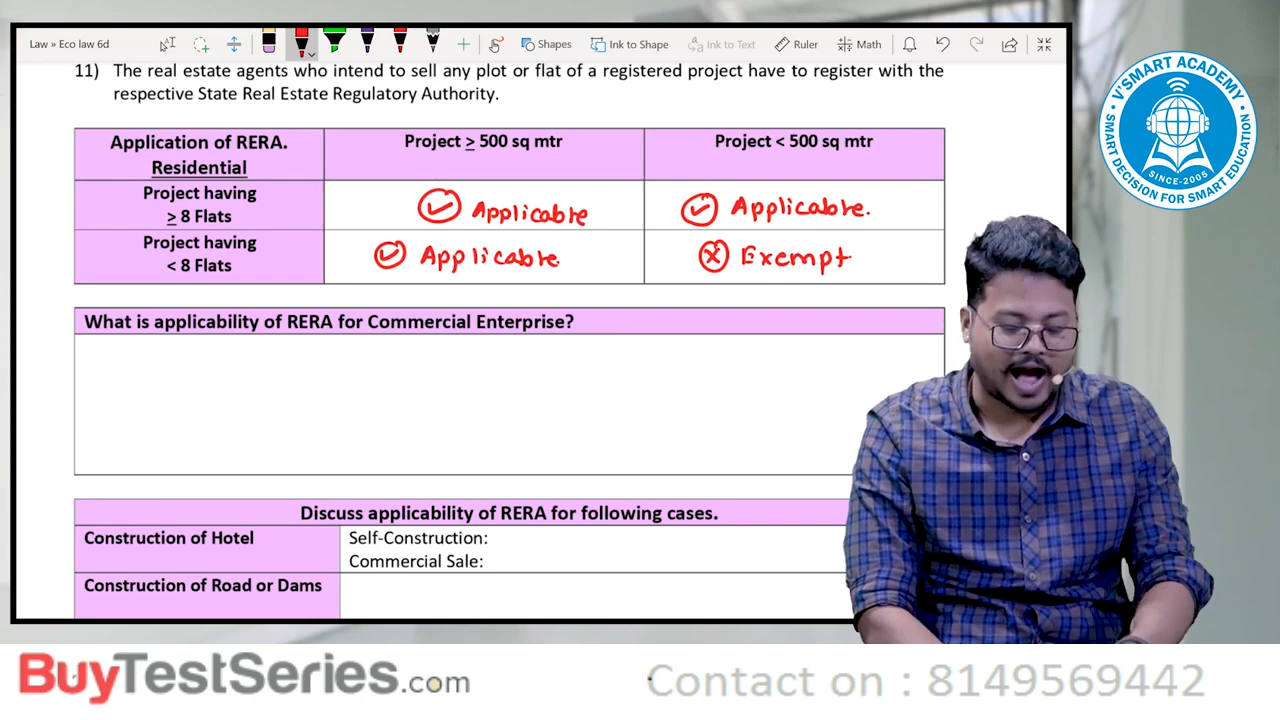 Law » Eco law 6d
Shapes
Ink to Shape
Ink to Text
Ruler
Math
11) The real estate agents who intend to sell any plot or flat of a registered project have to register with the
respective State Real Estate Regulatory Authority.
Application of RERA.
Residential
Project ≥ 500 sq mtr
Project < 500 sq mtr
Project having
≥ 8 Flats
Applicable
Applicable.
Project having
< 8 Flats
Applicable
Exempt
What is applicability of RERA for Commercial Enterprise?
Discuss applicability of RERA for following cases.
Construction of Hotel
Self-Construction:
Commercial Sale:
Construction of Road or Dams
V'SMART ACADEMY
SINCE-2005
SMART DECISION FOR SMART EDUCATION
BuyTestSeries.com
Contact on : 8149569442